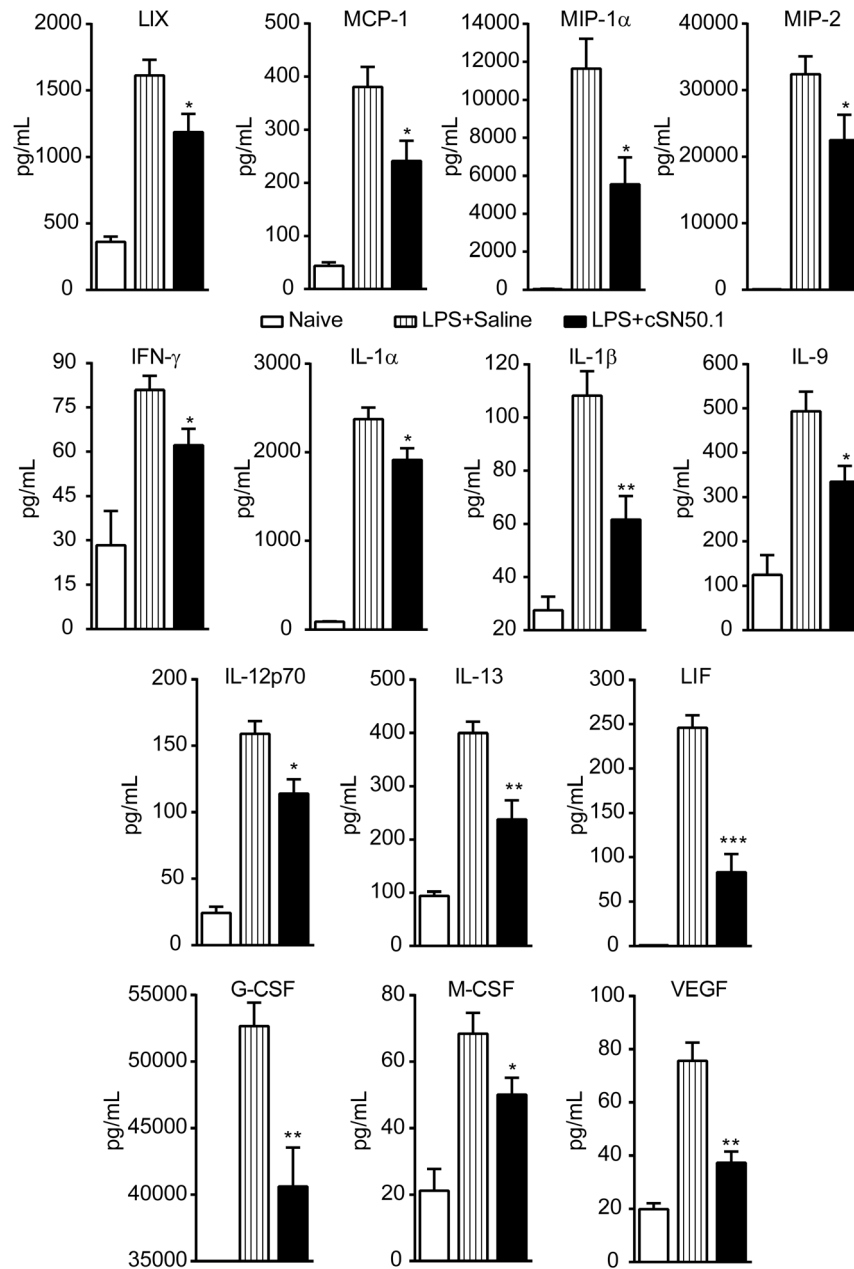 LIX MCP-1 MIP-1α MIP-2
2000 500 12000 30000
1500 400 10000 20000
1000 300 8000 10000
500 200 6000 0
0 100 4000
0 2000
0
pg/mL pg/mL pg/mL pg/mL
* * * *
Naive LPS+Saline LPS+cSN50.1
IFN-γ IL-1α IL-1β IL-9
90 3000 120 600
75 2000 100 500
60 1000 80 400
45 0 60 300
30 40 200
15 20 100
0 0
pg/mL pg/mL pg/mL pg/mL
* * ** *
IL-12p70 IL-13 LIF
200 500 300
150 400 250
100 300 200
50 200 150
0 100 100
0 50
0
pg/mL pg/mL pg/mL
* ** ***
G-CSF M-CSF VEGF
55000 80 100
50000 60 80
45000 40 60
40000 20 40
35000 0 20
0
pg/mL pg/mL pg/mL
** * **